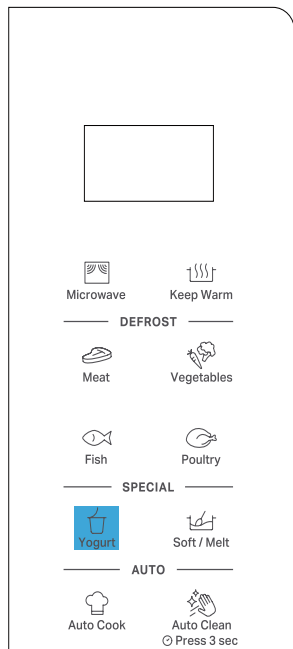 Microwave Keep Warm
DEFROST
Meat Vegetables
Fish Poultry
SPECIAL
Yogurt Soft / Melt
AUTO
Auto Cook Auto Clean
Press 3 sec